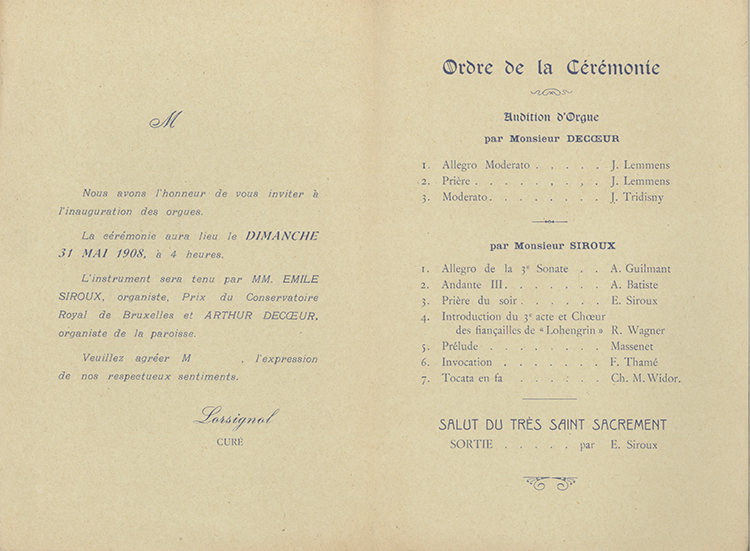 M
Nous avons l'honneur de vous inviter à
l'inauguration des orgues.
La cérémonie aura lieu le DIMANCHE
31 MAI 1908, à 4 heures.
L'instrument sera tenu par MM. EMILE
SIROUX, organiste, Prix du Conservatoire
Royal de Bruxelles et ARTHUR DECŒUR,
organiste de la paroisse.
Veuillez agréer M , l'expression
de nos respectueux sentiments.
Lorsignol
CURÉ
Ordre de la Cérémonie
Audition d'Orgue
par Monsieur DECŒUR
1. Allegro Moderato . . . . . J. Lemmens
2. Prière . . . . . . . . J. Lemmens
3. Moderato . . . . . . . J. Tridisny
par Monsieur SIROUX
1. Allegro de la 3e Sonate . . A. Guilmant
2. Andante III. . . . . . . A. Batiste
3. Prière du soir . . . . . . E. Siroux
4. Introduction du 3e acte et Chœur
des fiançailles de “ Lohengrin » R. Wagner
5. Prélude . . . . . . . . Massenet
6. Invocation . . . . . . . F. Thamé
7. Tocata en fa . . . . . . Ch. M. Widor.
SALUT DU TRÈS SAINT SACREMENT
SORTIE . . . . . par E. Siroux